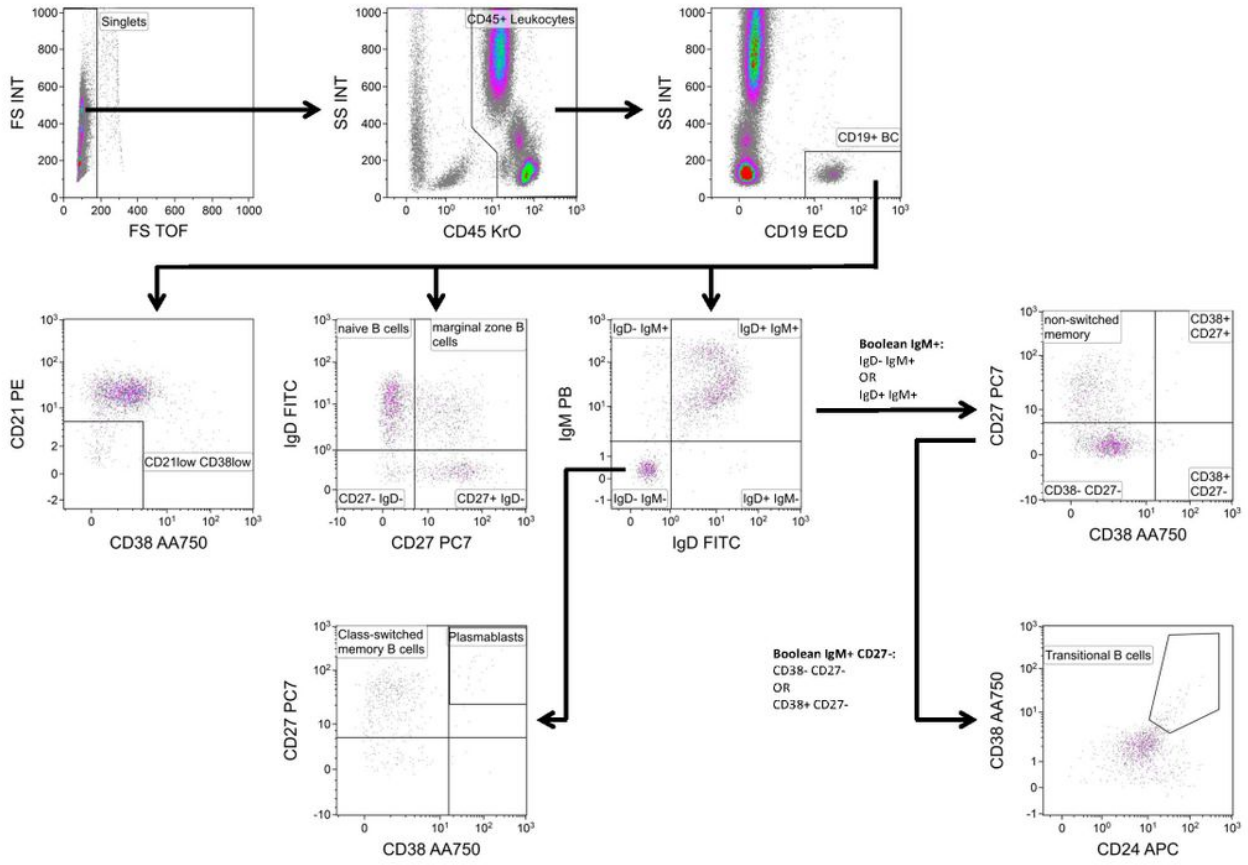 Singlets
1000
800
600
400
200
0
FS INT
0 200 400 600 800 1000
FS TOF
CD45+ Leukocytes
1000
800
600
400
200
0
SS INT
0 10¹ 10² 10³
CD45 KrO
CD19+ BC
1000
800
600
400
200
0
SS INT
0 10¹ 10² 10³
CD19 ECD
10³
10²
10¹
2
0
-2
CD21 PE
CD21low CD38low
0 10¹ 10² 10³
CD38 AA750
naive B cells
marginal zone B
cells
10³
10²
10¹
10⁰
0
IgD FITC
CD27- IgD-
CD27+ IgD-
-10 0 10 10² 10³
CD27 PC7
IgD- IgM+
IgD+ IgM+
10³
10²
10¹
1
0
-1
IgM PB
IgD- IgM-
IgD+ IgM-
0 10⁰ 10¹ 10² 10³
IgD FITC
Boolean IgM+:
IgD- IgM+
OR
IgD+ IgM+
non-switched
memory
CD38+
CD27+
10³
10²
10
0
-10
CD27 PC7
CD38- CD27-
CD38+
CD27-
0 10¹ 10² 10³
CD38 AA750
Class-switched
memory B cells
Plasmablasts
10³
10²
10
0
-10
CD27 PC7
0 10¹ 10² 10³
CD38 AA750
Boolean IgM+ CD27-:
CD38- CD27-
OR
CD38+ CD27-
Transitional B cells
10³
10²
10¹
1
0
-1
CD38 AA750
0 10⁰ 10¹ 10² 10³
CD24 APC